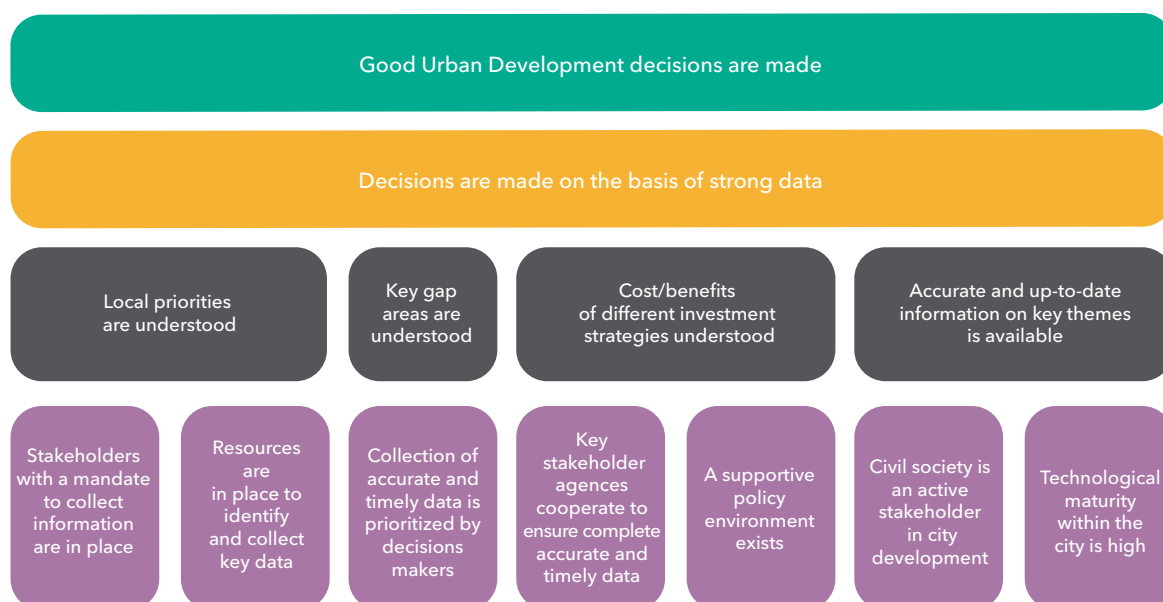 Good Urban Development decisions are made
Decisions are made on the basis of strong data
Local priorities
are understood
Key gap
areas are
understood
Cost/benefits
of different investment
strategies understood
Accurate and up-to-date
information on key themes
is available
Stakeholders
with a mandate
to collect
information
are in place
Resources
are
in place to
identify
and collect
key data
Collection of
accurate and
timely data is
prioritized by
decisions
makers
Key
stakeholder
agences
cooperate to
ensure complete
accurate and
timely data
A supportive
policy
environment
exists
Civil society is
an active
stakeholder
in city
development
Technological
maturity
within the
city is high